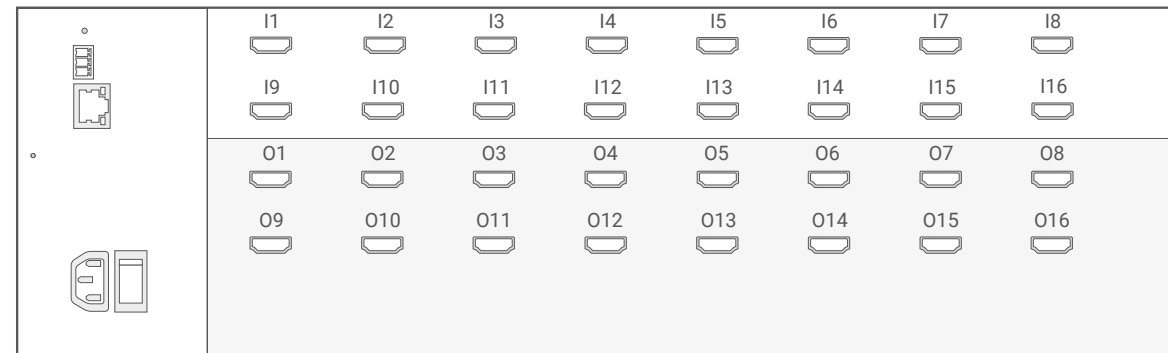 I1 I2 I3 I4 I5 I6 I7 I8
I9 I10 I11 I12 I13 I14 I15 I16
O1 O2 O3 O4 O5 O6 O7 O8
O9 O10 O11 O12 O13 O14 O15 O16